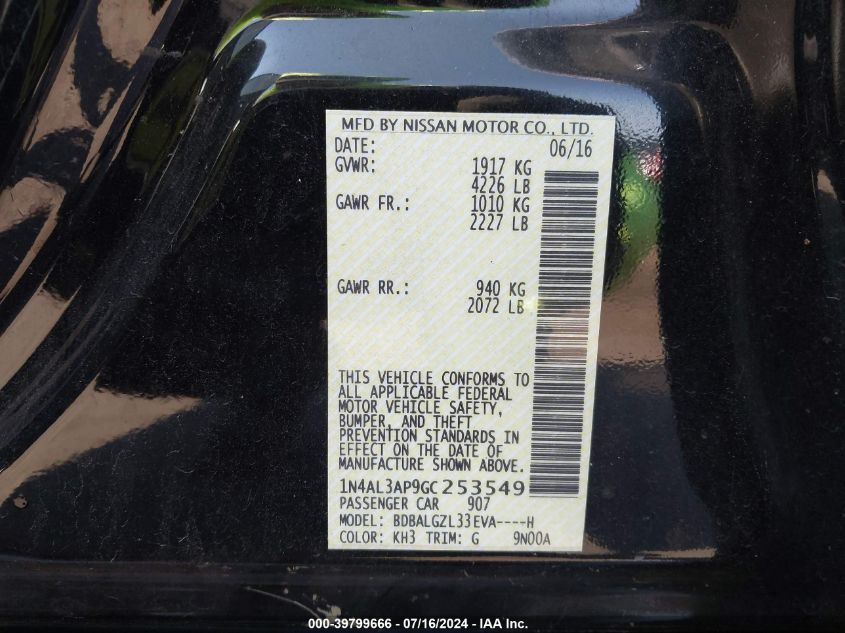 MFD BY NISSAN MOTOR CO., LTD.
DATE: 06/16
GVWR: 1917 KG
4226 LB
GAWR FR.: 1010 KG
2227 LB
GAWR RR.: 940 KG
2072 LB
THIS VEHICLE CONFORMS TO
ALL APPLICABLE FEDERAL
MOTOR VEHICLE SAFETY,
BUMPER, AND THEFT
PREVENTION STANDARDS IN
EFFECT ON THE DATE OF
MANUFACTURE SHOWN ABOVE.
1N4AL3AP9GC253549
PASSENGER CAR 907
MODEL: BDBALGZL33EVA----H
COLOR: KH3 TRIM: G 9N00A
000-39799666 - 07/16/2024 - IAA Inc.